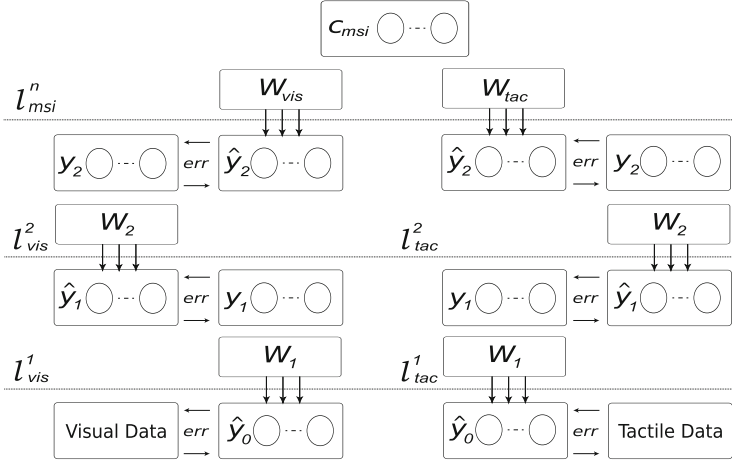 c_msi
W_vis W_tac
l^n_msi
y_2 err ŷ_2 ŷ_2 err y_2
W_2 W_2
l^2_vis l^2_tac
ŷ_1 err y_1 y_1 err ŷ_1
W_1 W_1
l^1_vis l^1_tac
Visual Data err ŷ_0 ŷ_0 err Tactile Data